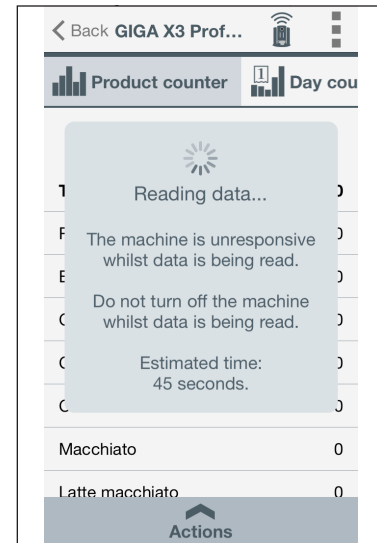 Back GIGA X3 Prof...
Product counter
1 Day cou
T 0
Reading data...
The machine is unresponsive
whilst data is being read.
Do not turn off the machine
whilst data is being read.
Estimated time:
45 seconds.
Macchiato 0
Latte macchiato 0
Actions